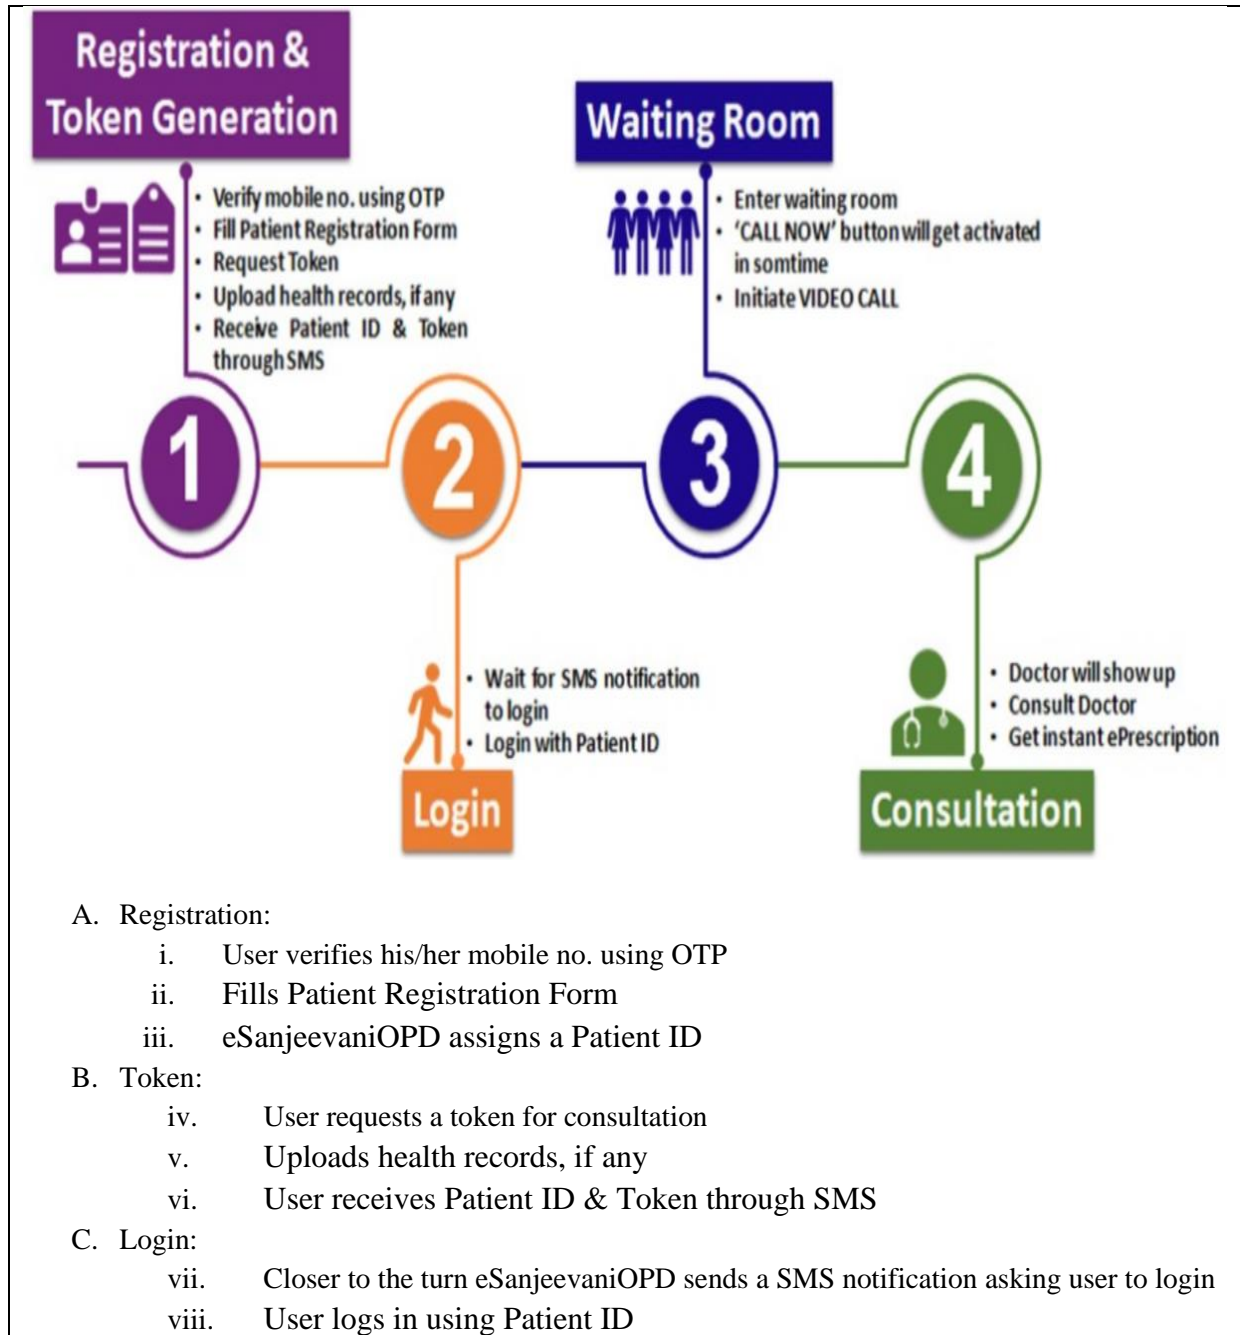 Registration &
Token Generation
• Verify mobile no. using OTP
• Fill Patient Registration Form
• Request Token
• Upload health records, if any
• Receive Patient ID & Token
through SMS
Waiting Room
• Enter waiting room
• ‘CALL NOW’ button will get activated
in somtime
• Initiate VIDEO CALL
1
2
3
4
• Wait for SMS notification
to login
• Login with Patient ID
Login
• Doctor will show up
• Consult Doctor
• Get instant ePrescription
Consultation
A. Registration:
i. User verifies his/her mobile no. using OTP
ii. Fills Patient Registration Form
iii. eSanjeevaniOPD assigns a Patient ID
B. Token:
iv. User requests a token for consultation
v. Uploads health records, if any
vi. User receives Patient ID & Token through SMS
C. Login:
vii. Closer to the turn eSanjeevaniOPD sends a SMS notification asking user to login
viii. User logs in using Patient ID